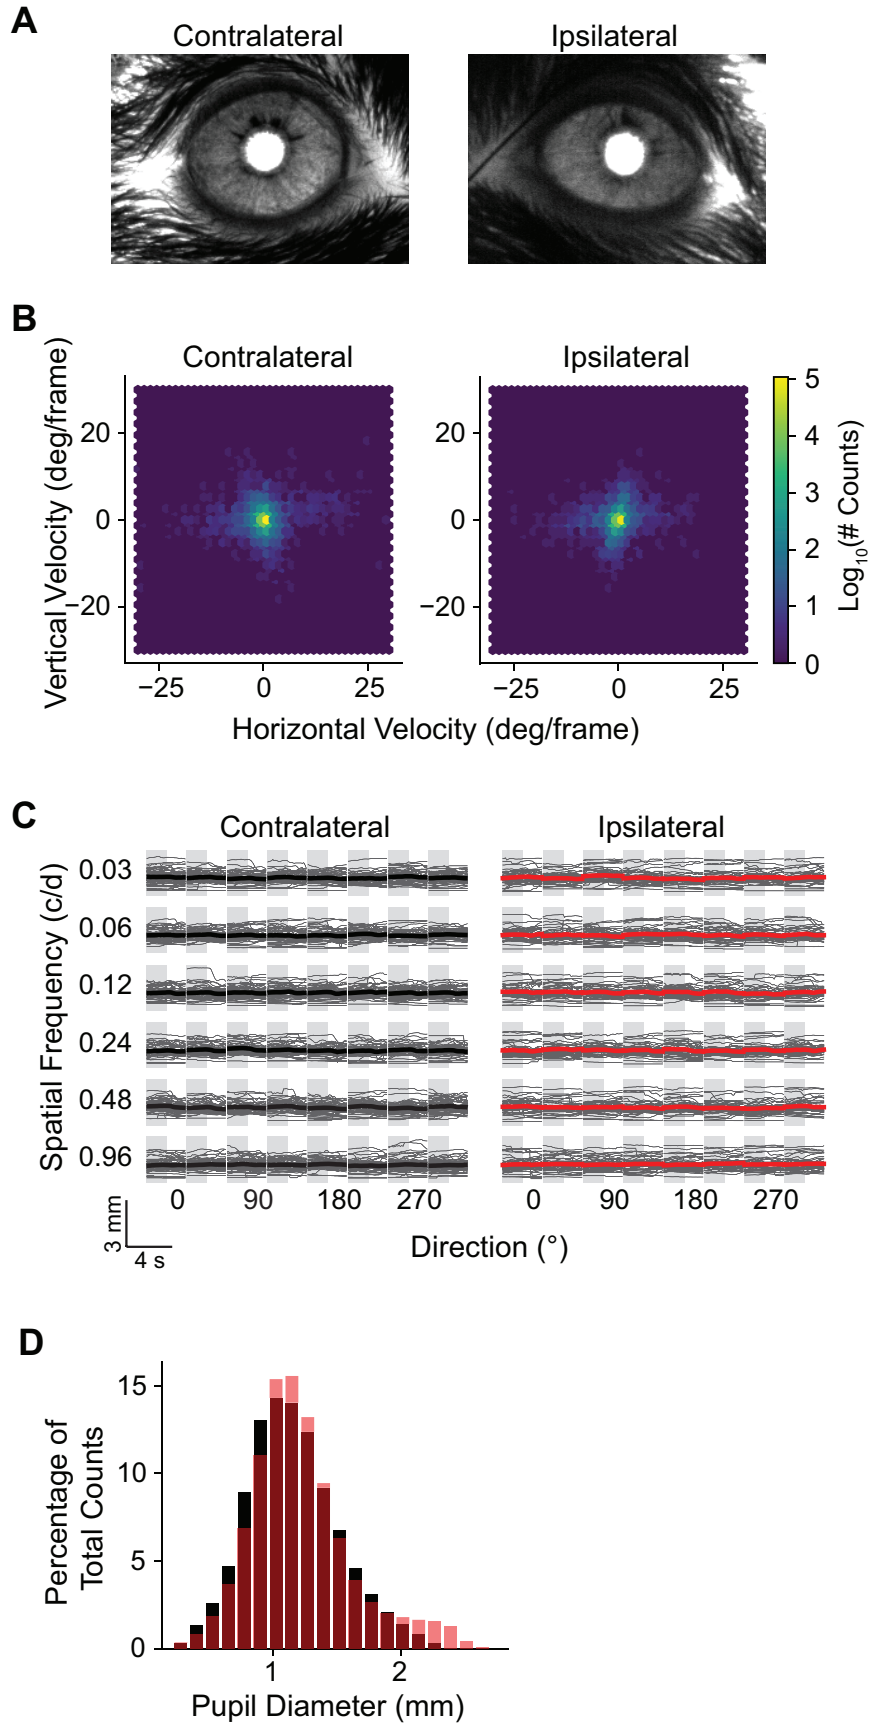 A
Contralateral Ipsilateral
B
Contralateral Ipsilateral
Vertical Velocity (deg/frame)
20
0
−20
20
0
−20
−25 0 25
−25 0 25
Horizontal Velocity (deg/frame)
5
4
3
2
1
0
Log10(# Counts)
C
Contralateral Ipsilateral
Spatial Frequency (c/d)
0.03
0.06
0.12
0.24
0.48
0.96
0 90 180 270
0 90 180 270
3 mm
4 s
Direction (°)
D
Percentage of
Total Counts
15
10
5
0
1 2
Pupil Diameter (mm)